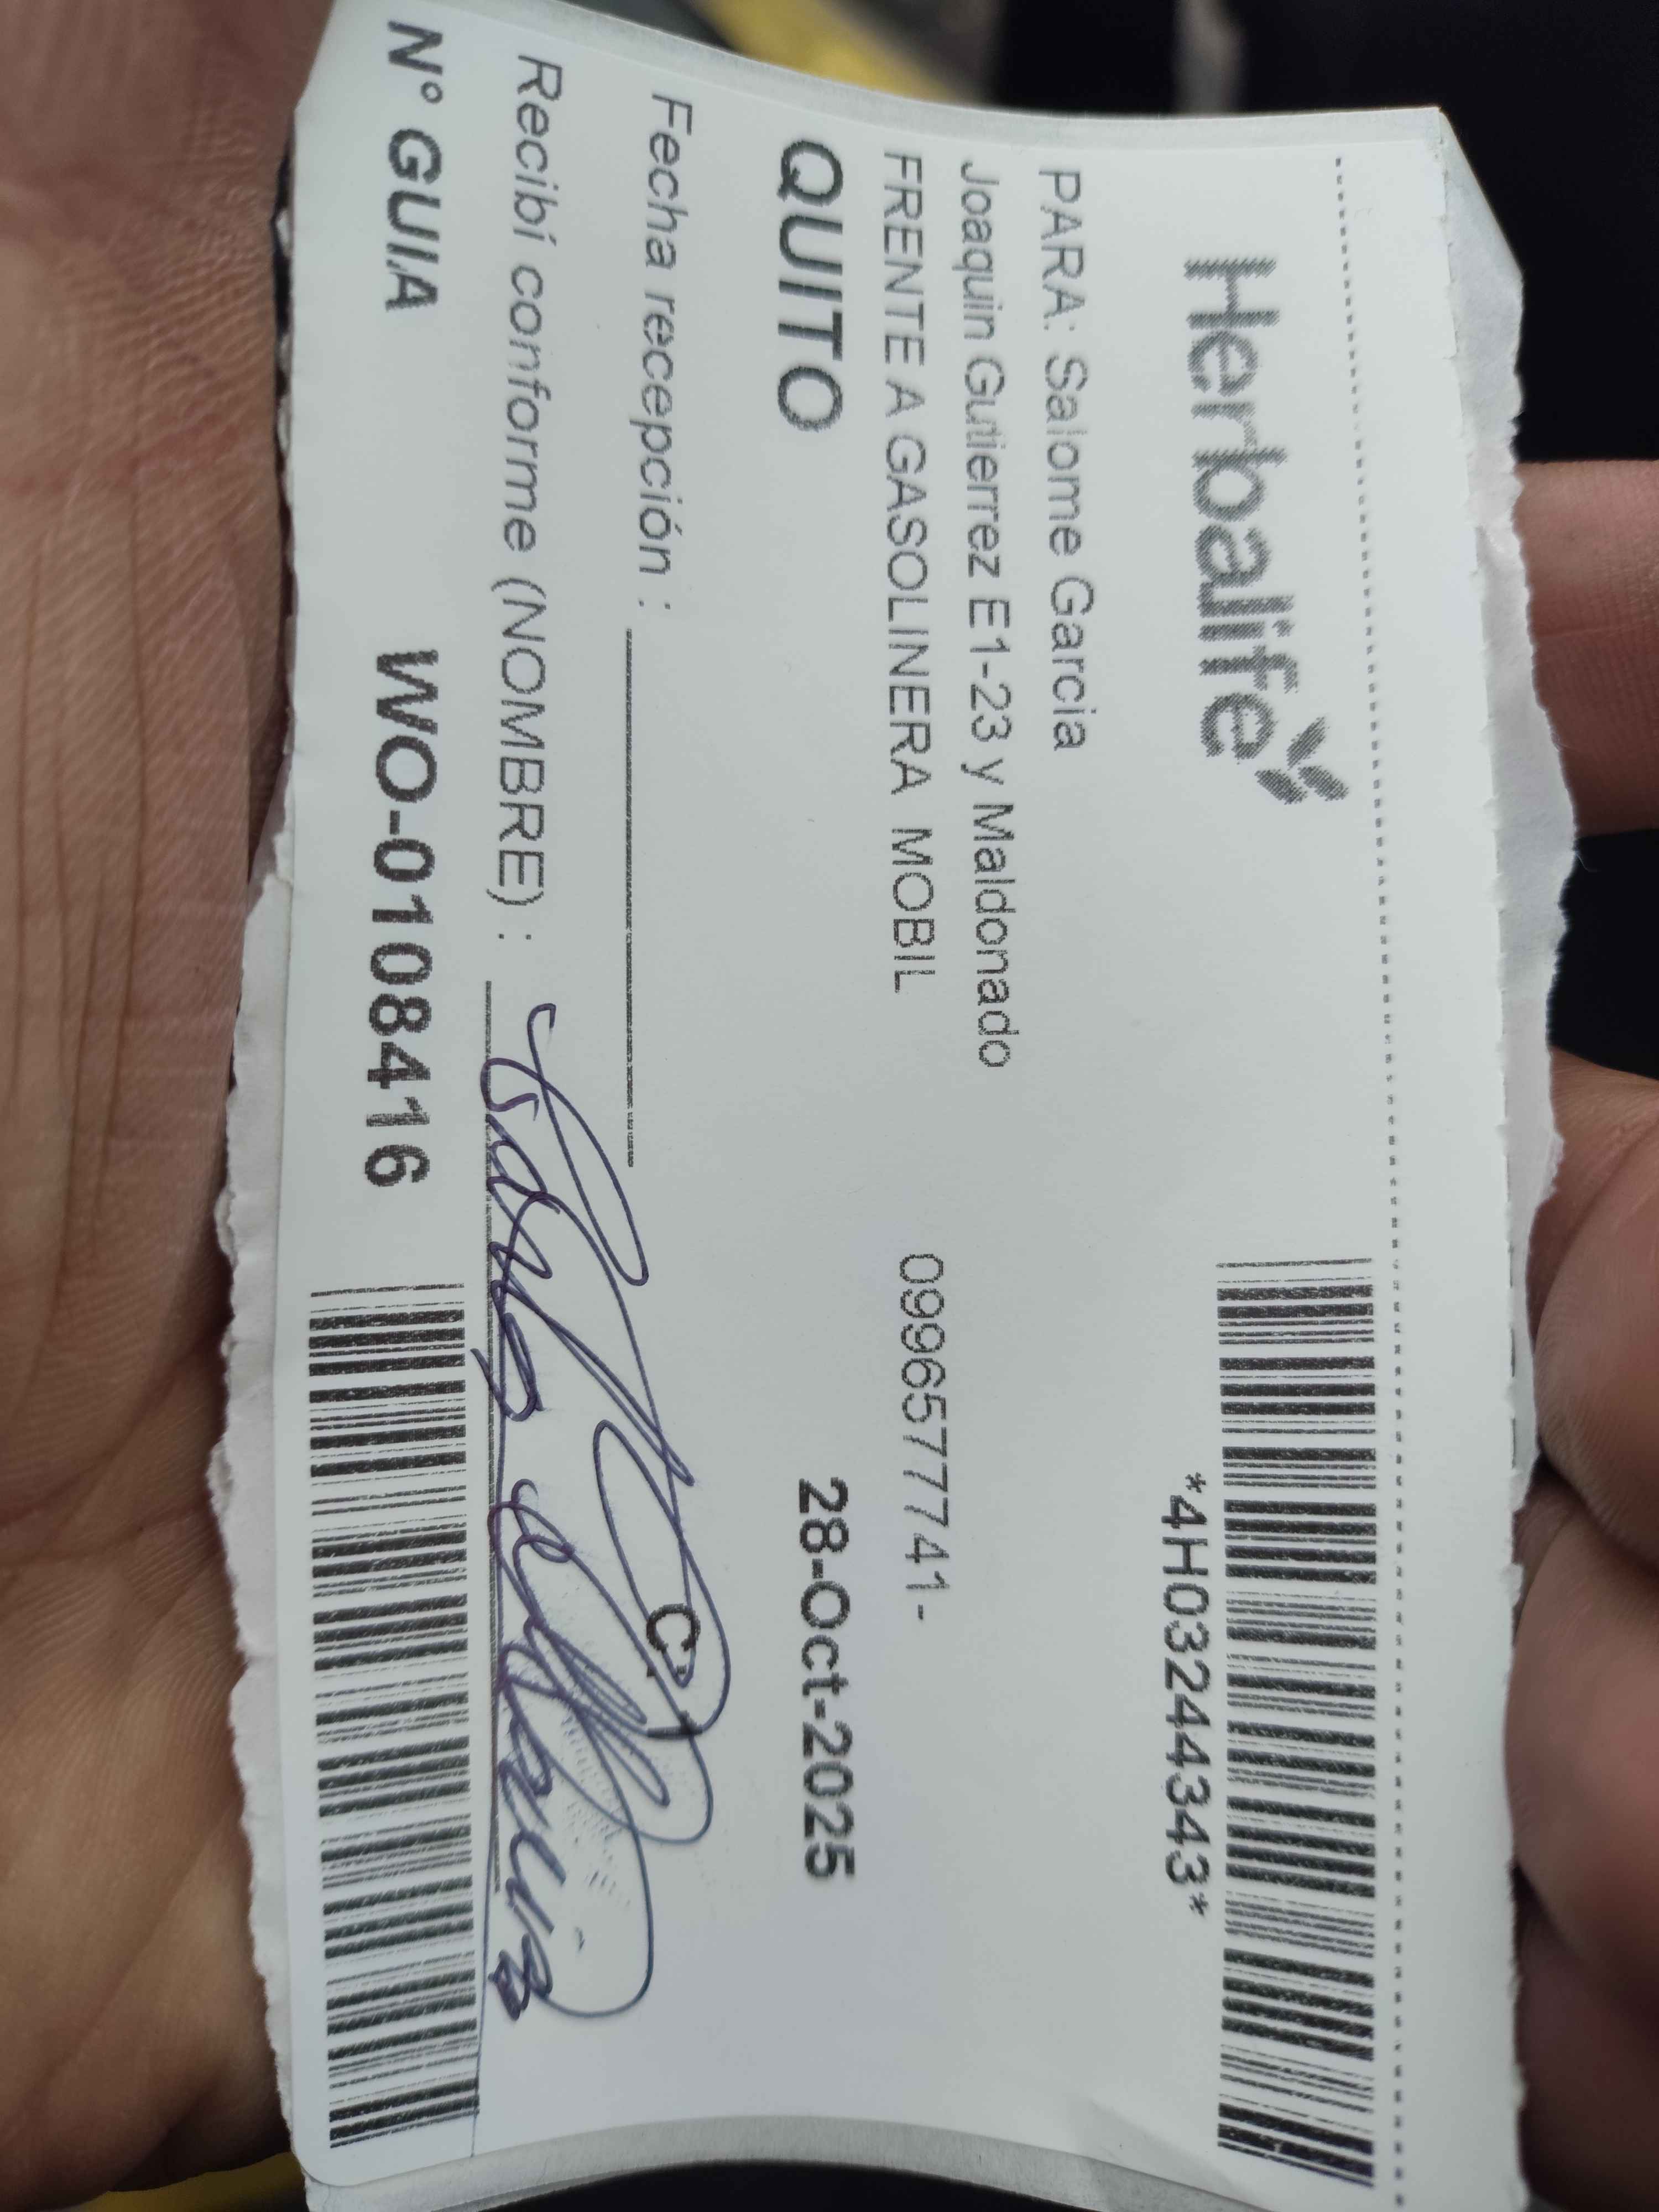 Herbalife
*4H03244343*
PARA: Salome Garcia
Joaquin Gutierrez E1-23 y Maldonado
FRENTE A GASOLINERA MOBIL 0996577741-
QUITO 28-Oct-2025
Fecha recepción :
C
Recibí conforme (NOMBRE) :
N° GUIA WO-0108416